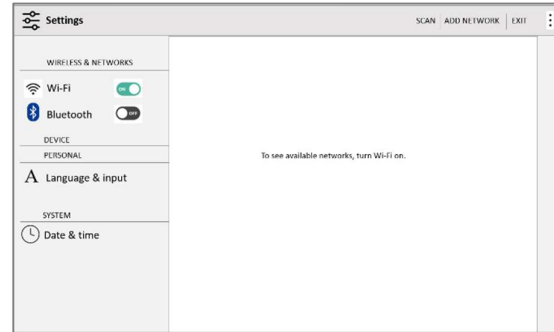 Settings
SCAN ADD NETWORK EXIT
WIRELESS & NETWORKS
Wi-Fi ON
Bluetooth OFF
DEVICE
PERSONAL
A Language & input
SYSTEM
Date & time
To see available networks, turn Wi-Fi on.